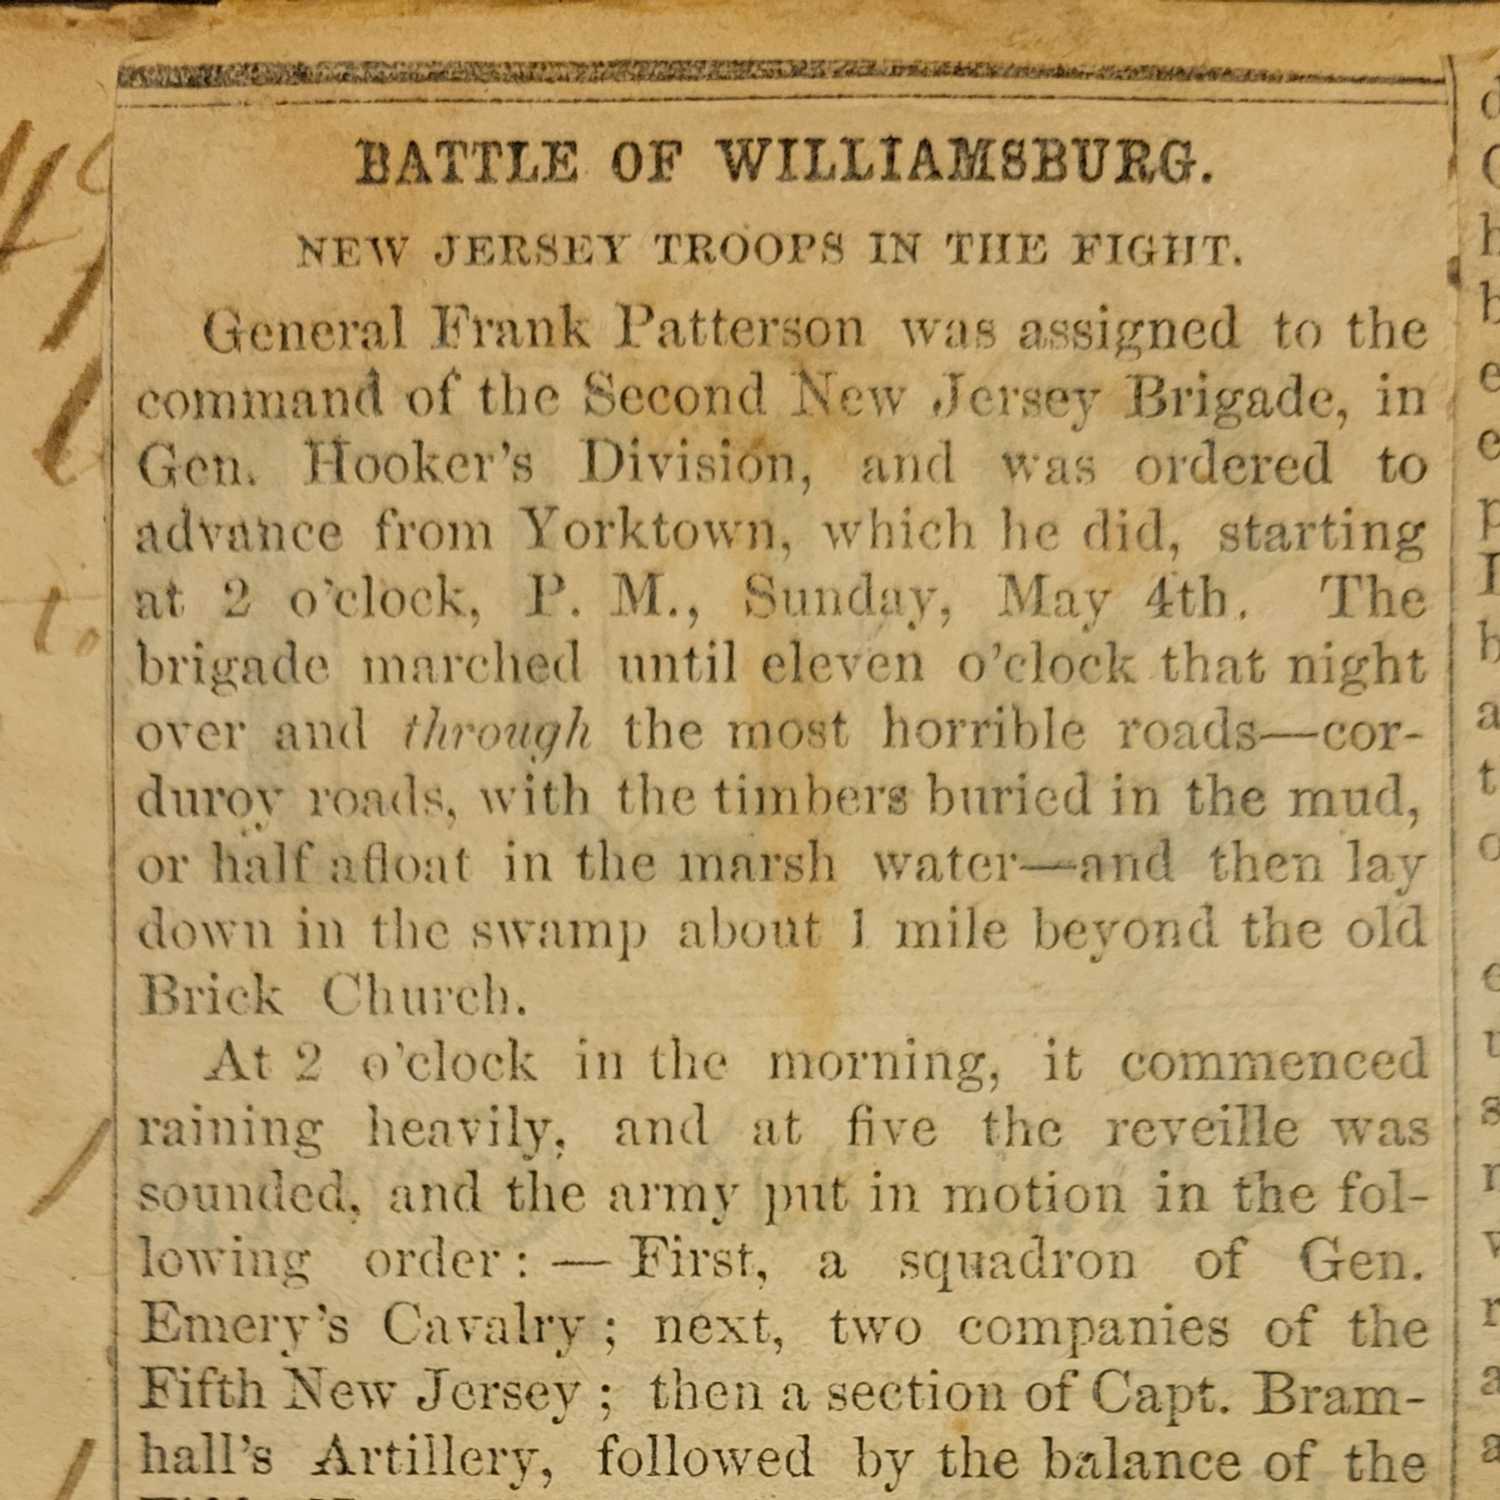 BATTLE OF WILLIAMSBURG.
NEW JERSEY TROOPS IN THE FIGHT.
General Frank Patterson was assigned to the
command of the Second New Jersey Brigade, in
Gen. Hooker's Division, and was ordered to
advance from Yorktown, which he did, starting
at 2 o'clock, P. M., Sunday, May 4th. The
brigade marched until eleven o'clock that night
over and through the most horrible roads—cor-
duroy roads, with the timbers buried in the mud,
or half afloat in the marsh water—and then lay
down in the swamp about 1 mile beyond the old
Brick Church.
At 2 o'clock in the morning, it commenced
raining heavily, and at five the reveille was
sounded, and the army put in motion in the fol-
lowing order: — First, a squadron of Gen.
Emery's Cavalry; next, two companies of the
Fifth New Jersey; then a section of Capt. Bram-
hall's Artillery, followed by the balance of the